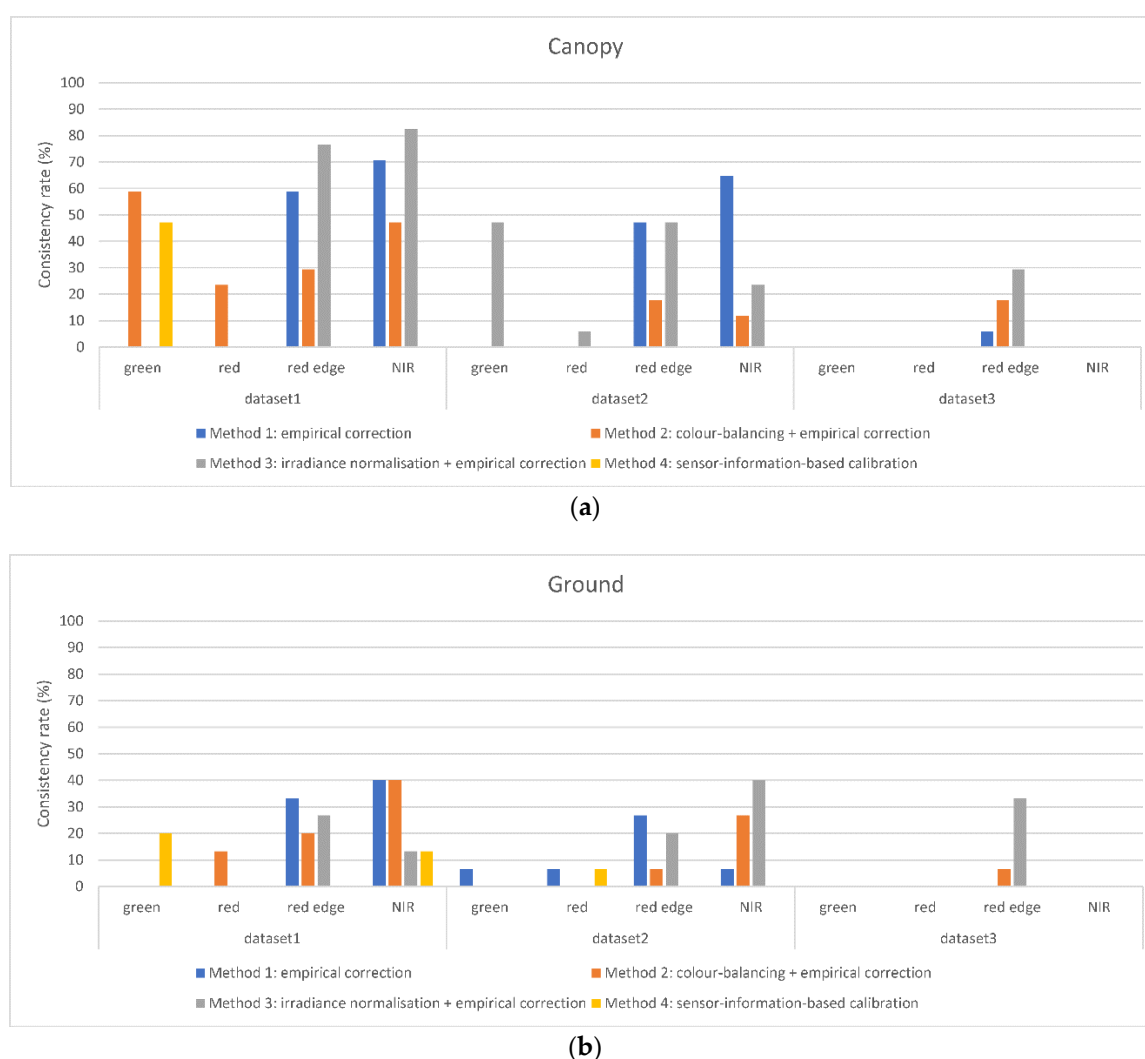 Canopy
Consistency rate (%)
100
90
80
70
60
50
40
30
20
10
0
green red red edge NIR green red red edge NIR green red red edge NIR
dataset1 dataset2 dataset3
Method 1: empirical correction Method 2: colour-balancing + empirical correction
Method 3: irradiance normalisation + empirical correction Method 4: sensor-information-based calibration
(a)
Ground
Consistency rate (%)
100
90
80
70
60
50
40
30
20
10
0
green red red edge NIR green red red edge NIR green red red edge NIR
dataset1 dataset2 dataset3
Method 1: empirical correction Method 2: colour-balancing + empirical correction
Method 3: irradiance normalisation + empirical correction Method 4: sensor-information-based calibration
(b)